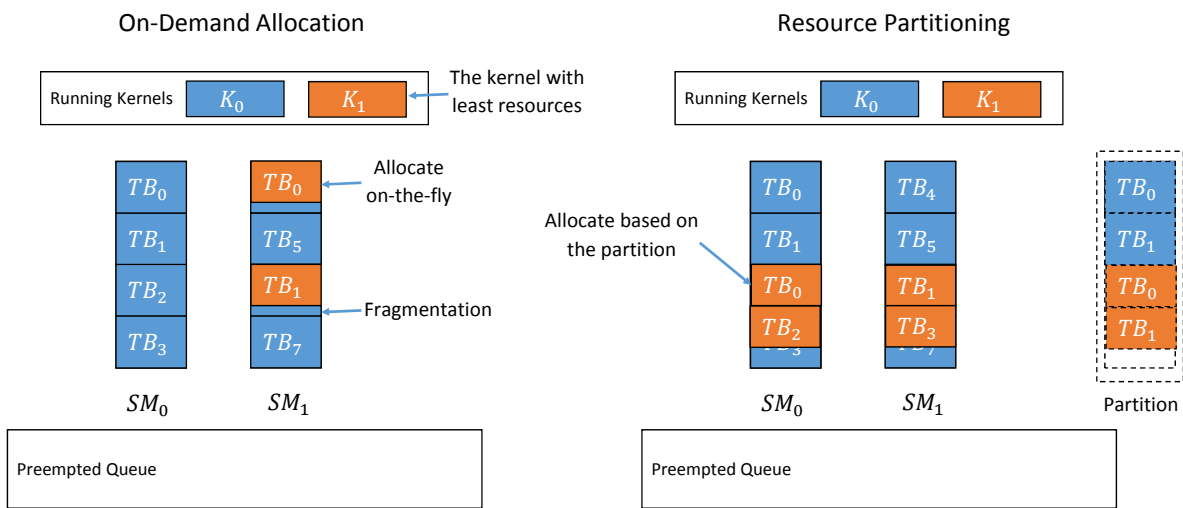 On-Demand Allocation
Running Kernels
K₀
K₁
The kernel with
least resources
TB₀
TB₁
TB₂
TB₃
SM₀
TB₀
TB₅
TB₁
TB₇
SM₁
Allocate
on-the-fly
Fragmentation
Preempted Queue
Resource Partitioning
Running Kernels
K₀
K₁
Allocate based on
the partition
TB₀
TB₁
TB₀
TB₂
TB₃
SM₀
TB₄
TB₅
TB₁
TB₃
TB₇
SM₁
TB₀
TB₁
TB₀
TB₁
Partition
Preempted Queue